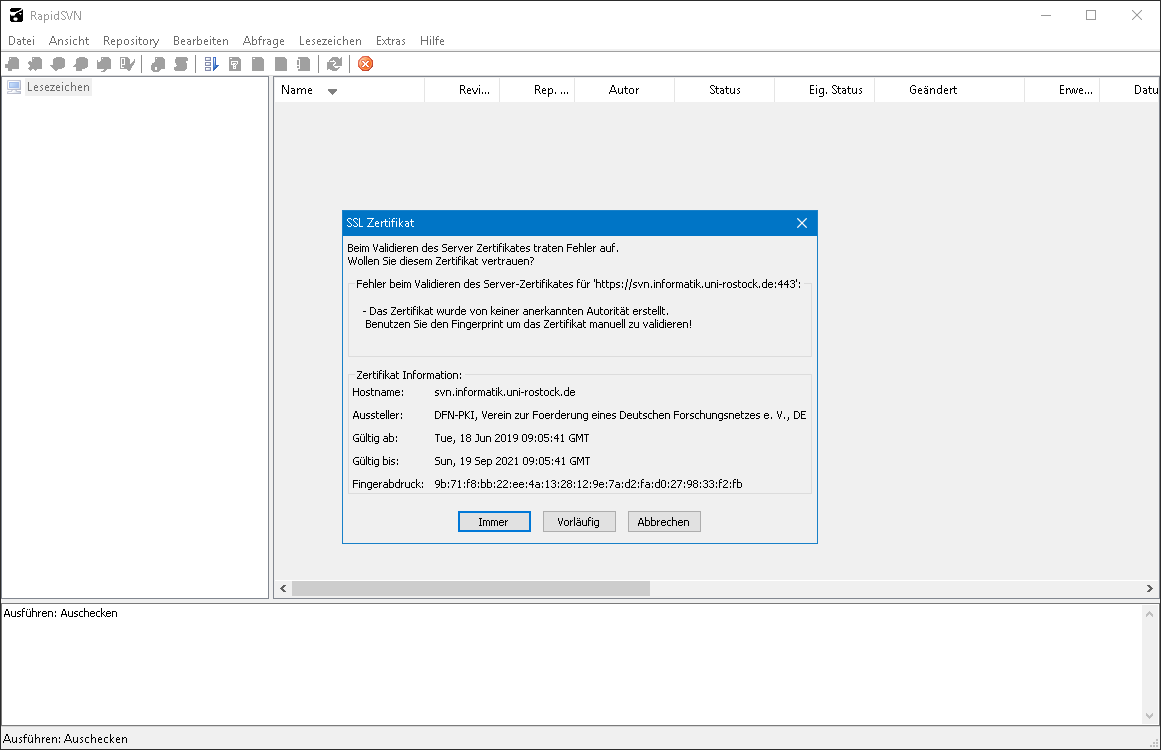 RapidSVN
Datei Ansicht Repository Bearbeiten Abfrage Lesezeichen Extras Hilfe
Lesezeichen
Name Revi... Rep. ... Autor Status Eig. Status Geändert Erwe... Datu
SSL Zertifikat
Beim Validieren des Server Zertifikates traten Fehler auf.
Wollen Sie diesem Zertifikat vertrauen?
Fehler beim Validieren des Server-Zertifikates für 'https://svn.informatik.uni-rostock.de:443':
- Das Zertifikat wurde von keiner anerkannten Autorität erstellt.
Benutzen Sie den Fingerprint um das Zertifikat manuell zu validieren!
Zertifikat Information:
Hostname: svn.informatik.uni-rostock.de
Aussteller: DFN-PKI, Verein zur Foerderung eines Deutschen Forschungsnetzes e. V., DE
Gültig ab: Tue, 18 Jun 2019 09:05:41 GMT
Gültig bis: Sun, 19 Sep 2021 09:05:41 GMT
Fingerabdruck: 9b:71:f8:bb:22:ee:4a:13:28:12:9e:7a:d2:fa:d0:27:98:33:f2:fb
Immer Vorläufig Abbrechen
Ausführen: Auschecken
Ausführen: Auschecken